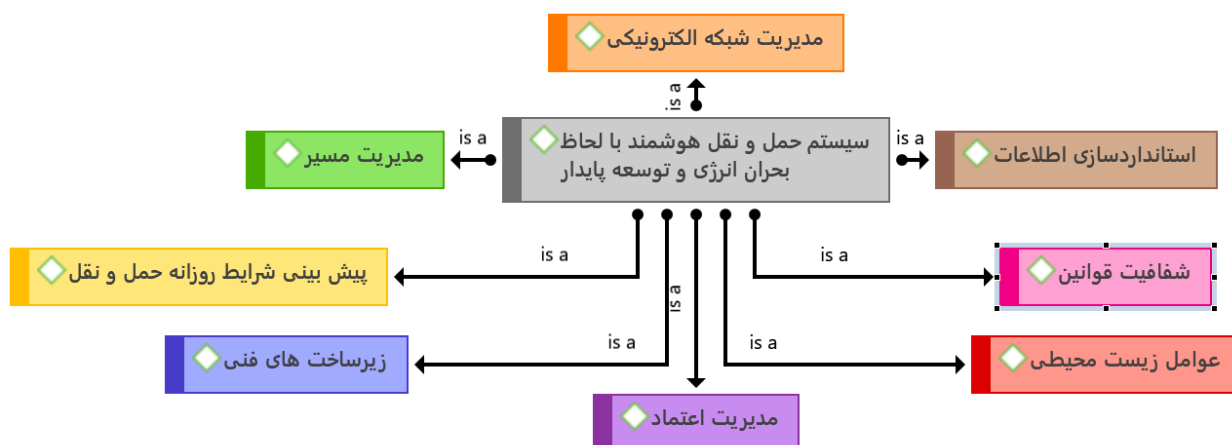 مدیریت شبکه الکترونیکی
is a
استانداردسازی اطلاعات
is a
سیستم حمل و نقل هوشمند با لحاظ
بحران انرژی و توسعه پایدار
is a
مدیریت مسیر
شفافیت قوانین
is a
is a
پیش بینی شرایط روزانه حمل و نقل
is a
عوامل زیست محیطی
is a
is a
زیرساخت های فنی
مدیریت اعتماد